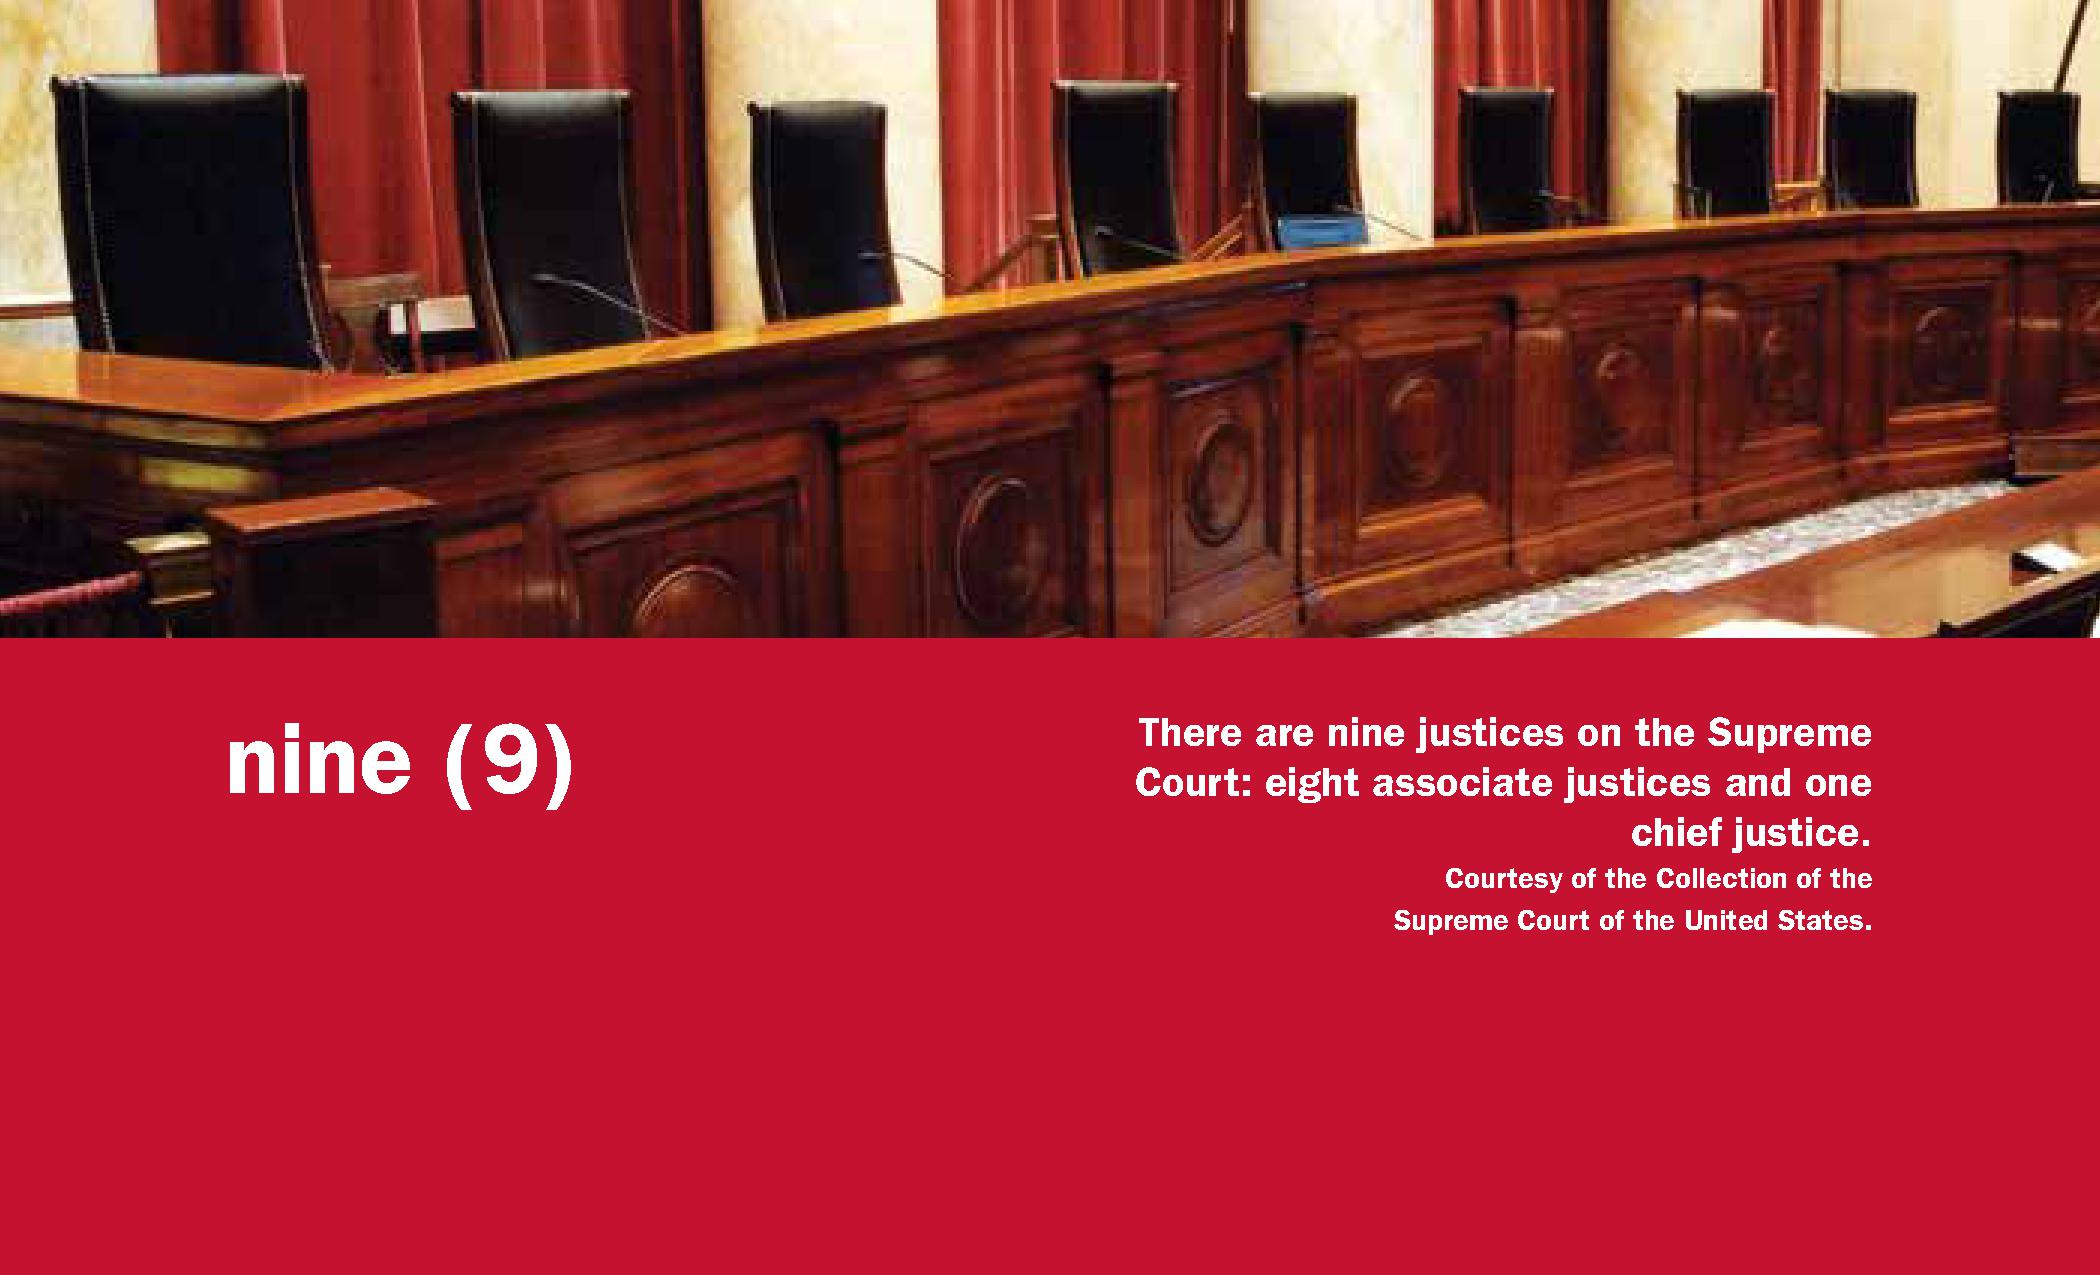 nine (9)
There are nine justices on the Supreme
Court: eight associate justices and one
chief justice.
Courtesy of the Collection of the
Supreme Court of the United States.